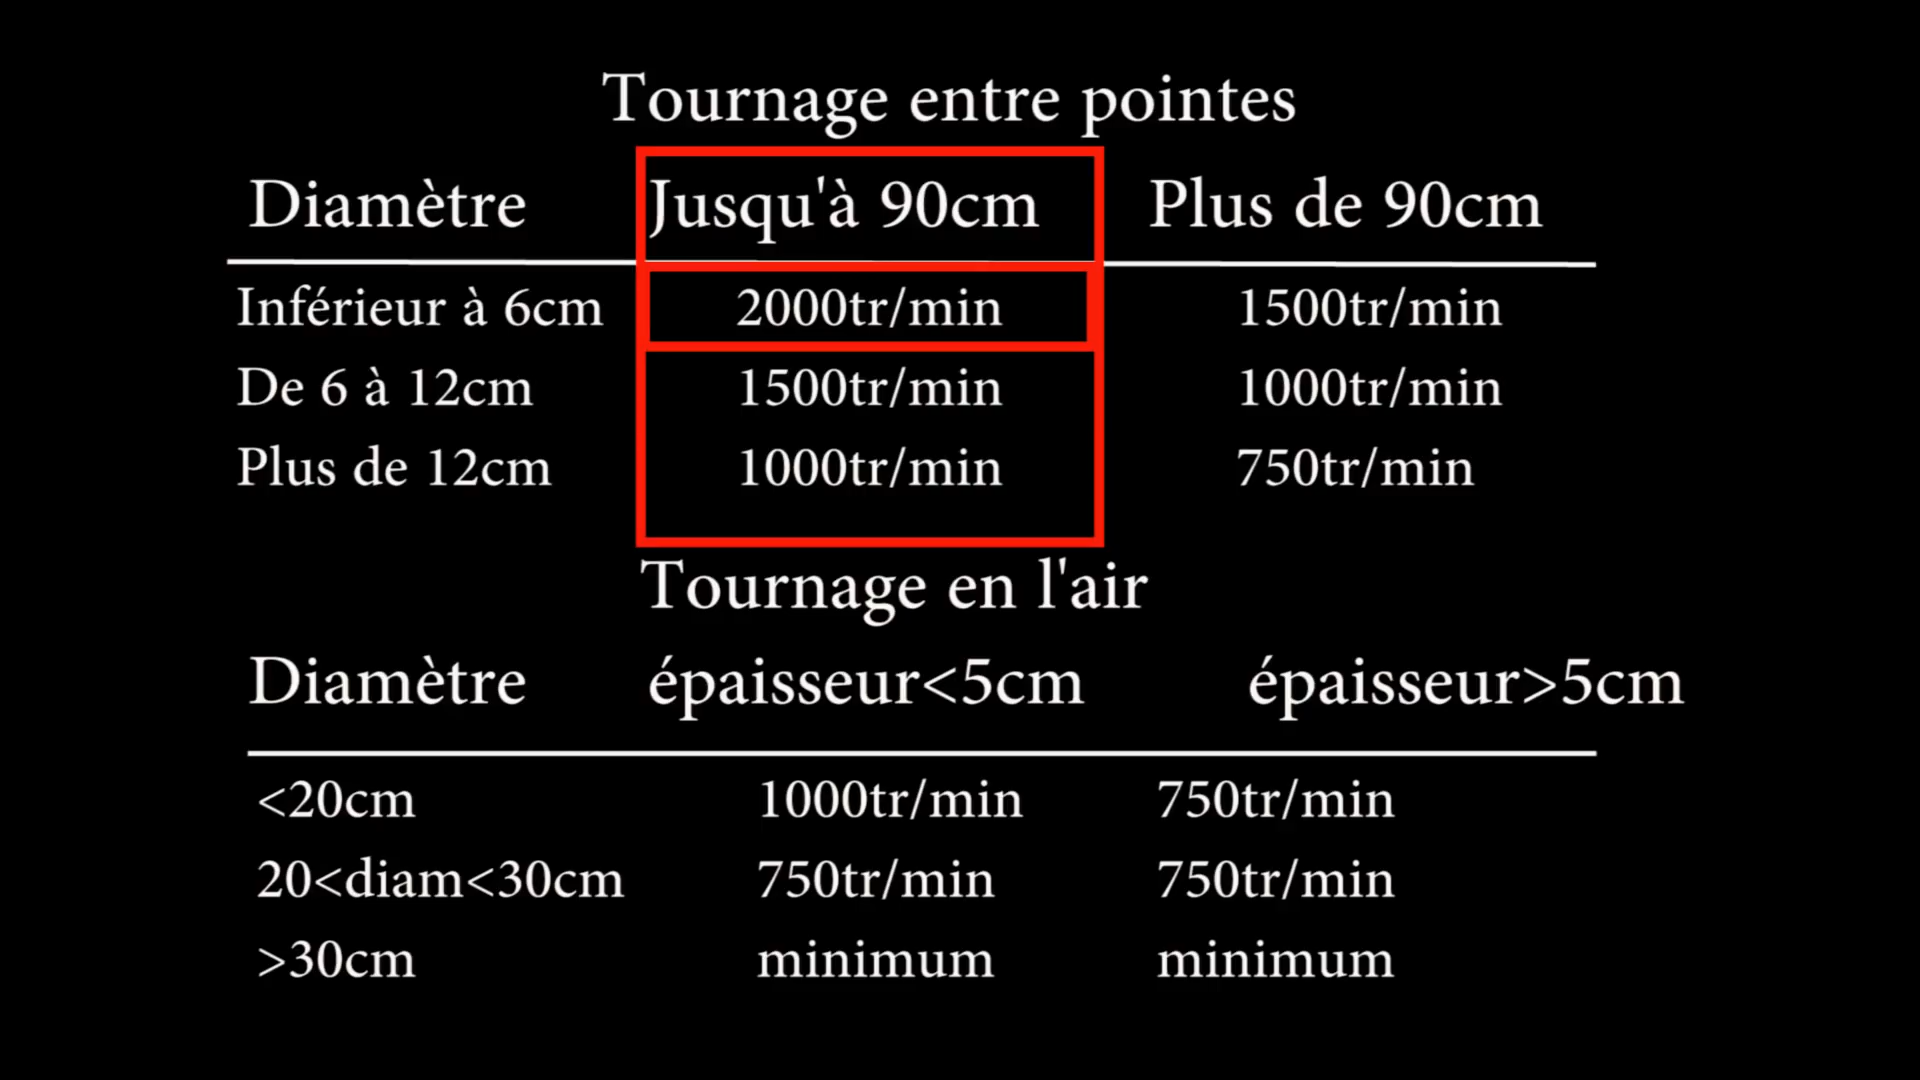 Tournage entre pointes
Diamètre Jusqu'à 90cm Plus de 90cm
Inférieur à 6cm 2000tr/min 1500tr/min
De 6 à 12cm 1500tr/min 1000tr/min
Plus de 12cm 1000tr/min 750tr/min
Tournage en l'air
Diamètre épaisseur<5cm épaisseur>5cm
<20cm 1000tr/min 750tr/min
20<diam<30cm 750tr/min 750tr/min
>30cm minimum minimum